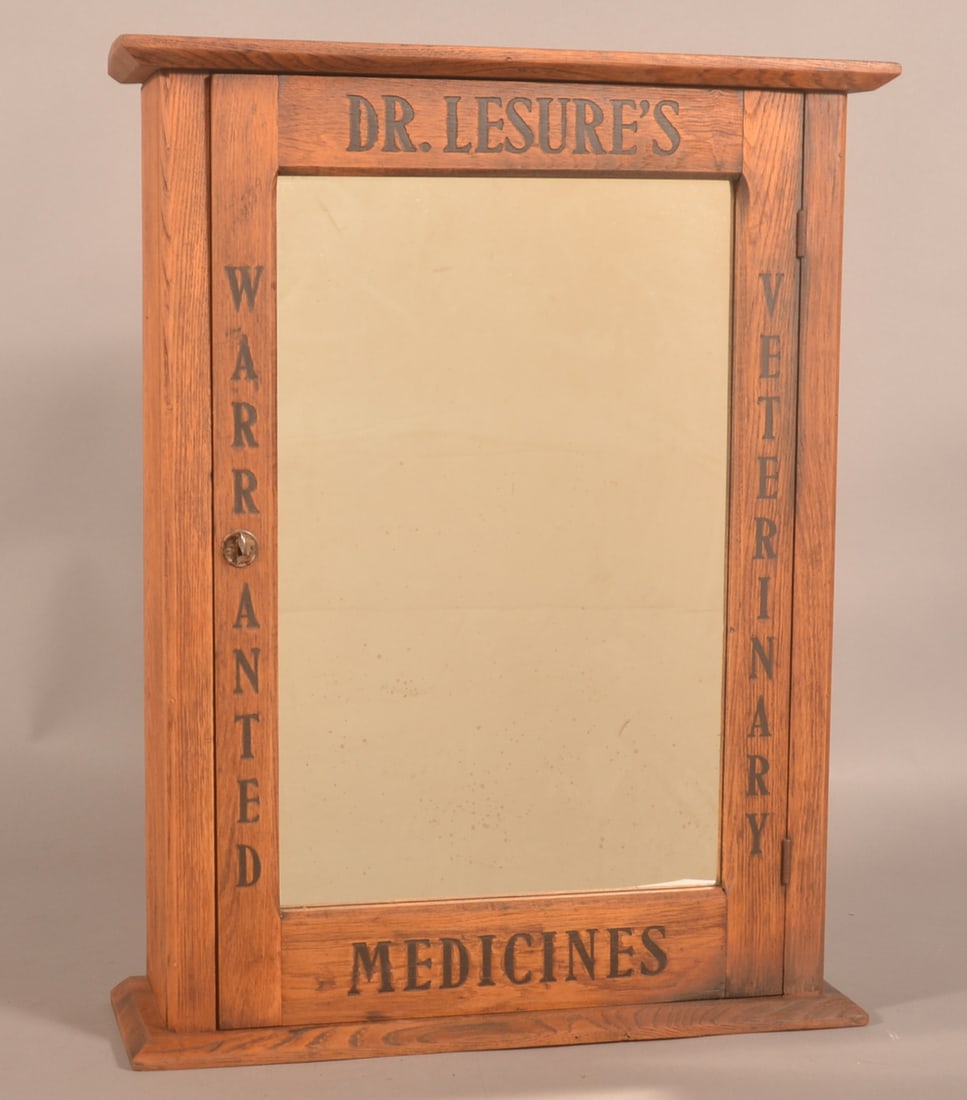 DR. LESURE'S
WARRANTED
VETERINARY
MEDICINES